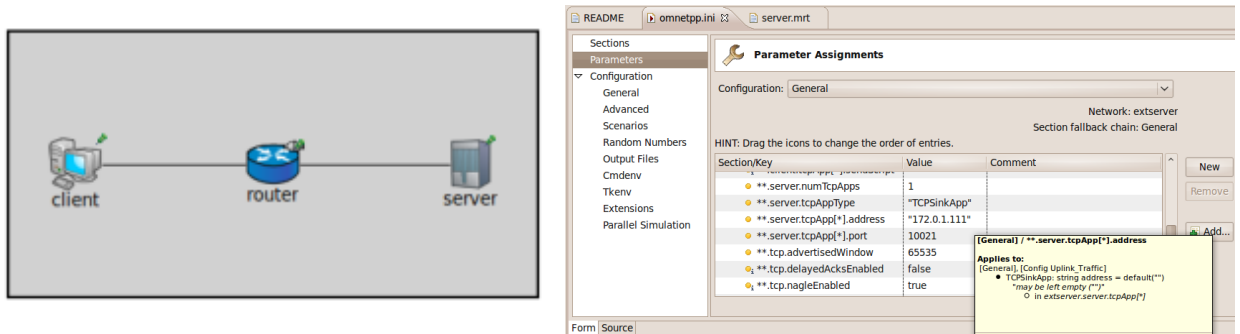 client
router
server
README
omnetpp.ini
server.mrt
Sections
Parameters
Configuration
General
Advanced
Scenarios
Random Numbers
Output Files
Cmdenv
Tkenv
Extensions
Parallel Simulation
Parameter Assignments
Configuration: General
Network: extserver
Section fallback chain: General
HINT: Drag the icons to change the order of entries.
Section/Key Value Comment
**.server.numTcpApps 1
**.server.tcpAppType "TCPSinkApp"
**.server.tcpApp[*].address "172.0.1.111"
**.server.tcpApp[*].port 10021
**.tcp.advertisedWindow 65535
**.tcp.delayedAcksEnabled false
**.tcp.nagleEnabled true
New
Remove
Add...
[General] / **.server.tcpApp[*].address
Applies to:
[General], [Config Uplink_Traffic]
TCPSinkApp: string address = default("")
"may be left empty ("")"
in extserver.server.tcpApp[*]
Form Source